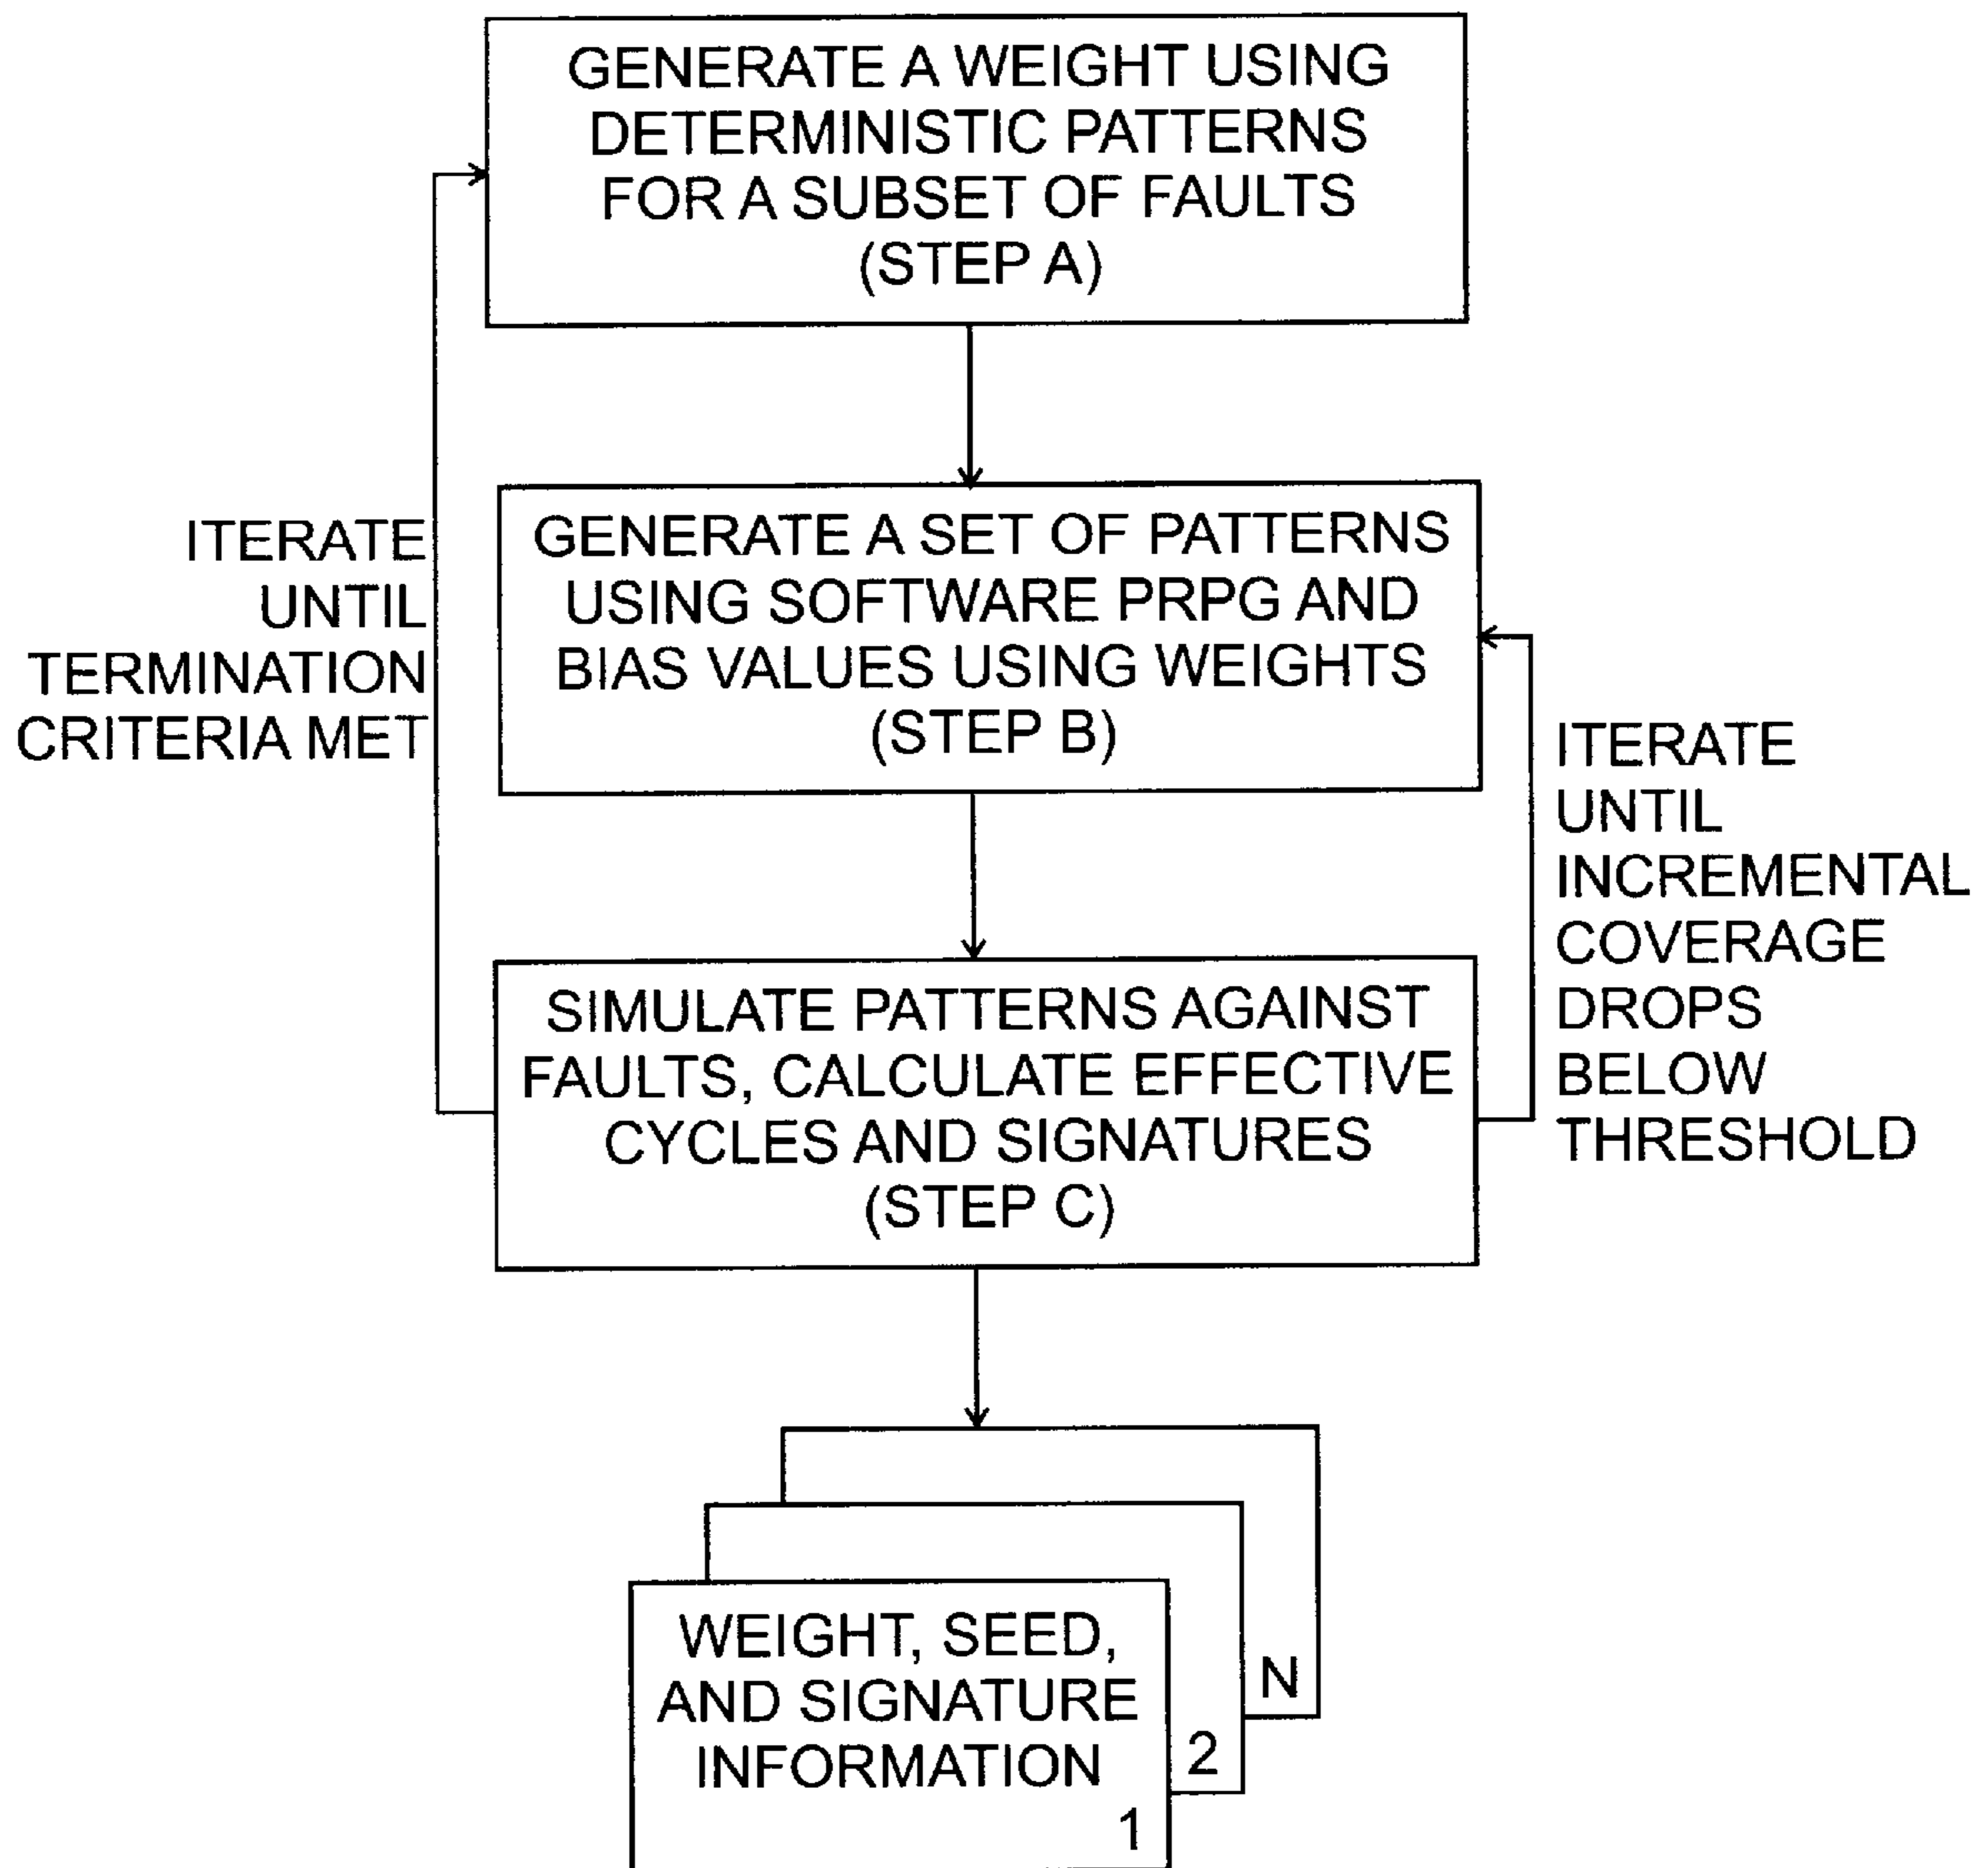 GENERATE A WEIGHT USING
DETERMINISTIC PATTERNS
FOR A SUBSET OF FAULTS
(STEP A)
ITERATE
UNTIL
TERMINATION
CRITERIA MET
GENERATE A SET OF PATTERNS
USING SOFTWARE PRPG AND
BIAS VALUES USING WEIGHTS
(STEP B)
ITERATE
UNTIL
INCREMENTAL
COVERAGE
DROPS
BELOW
THRESHOLD
SIMULATE PATTERNS AGAINST
FAULTS, CALCULATE EFFECTIVE
CYCLES AND SIGNATURES
(STEP C)
WEIGHT, SEED,
AND SIGNATURE
INFORMATION
1
2
N